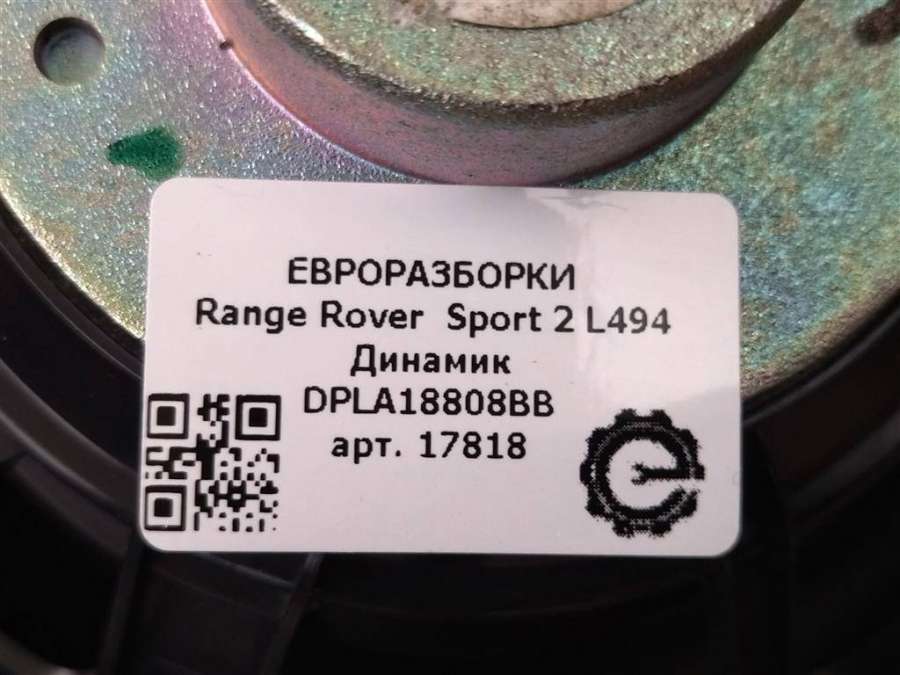 ЕВРОРАЗБОРКИ
Range Rover Sport 2 L494
Динамик
DPLA18808BB
арт. 17818